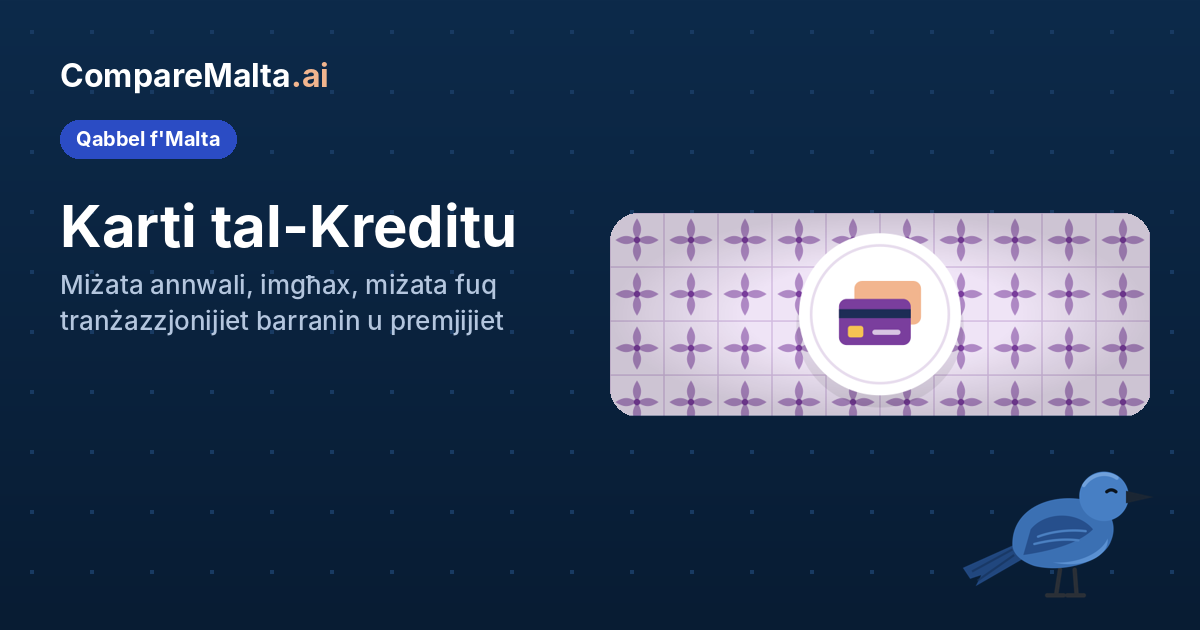 CompareMalta.ai
Qabbel f'Malta
Karti tal-Kreditu
Miżata annwali, imgħax, miżata fuq
tranżazzjonijiet barranin u premjijiet